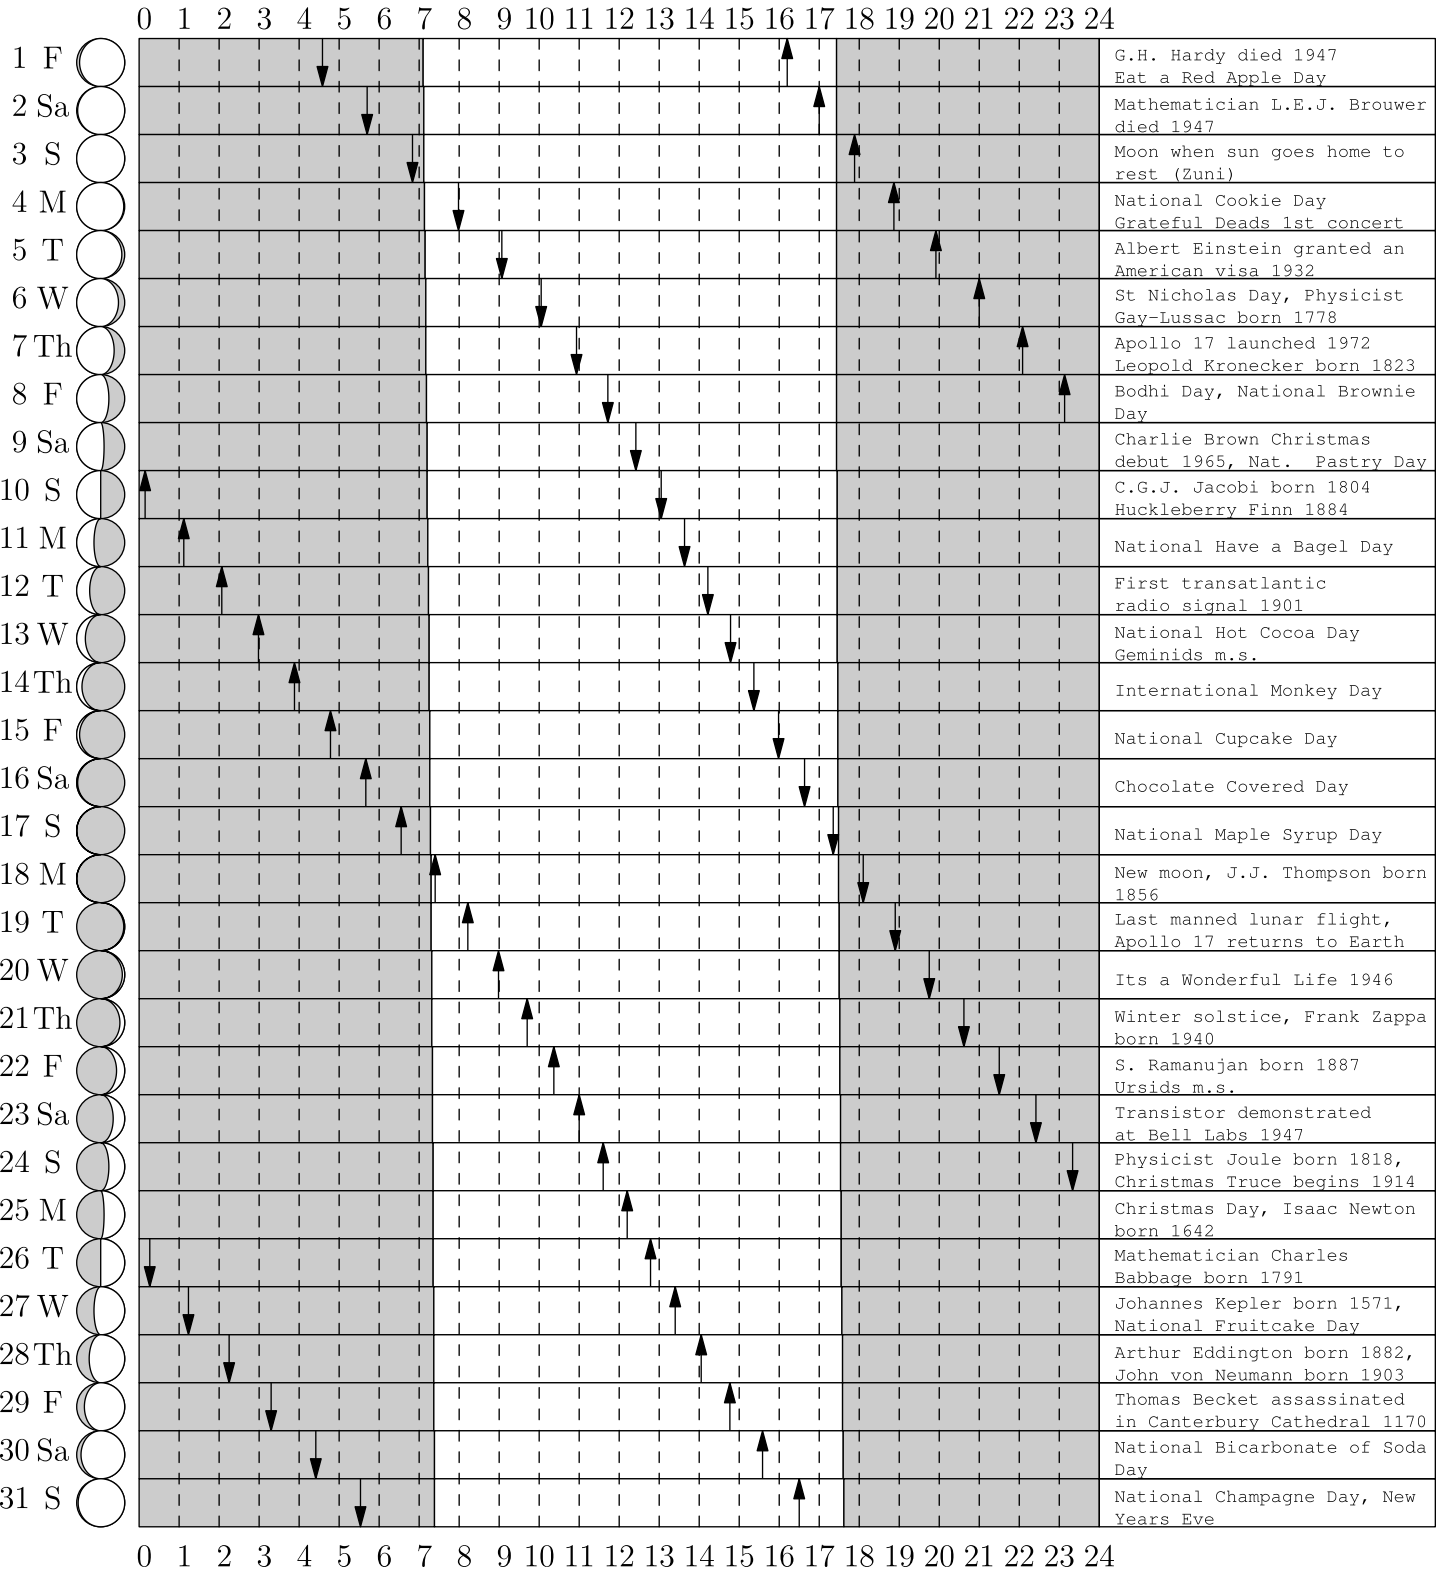 0 1 2 3 4 5 6 7 8 9 10 11 12 13 14 15 16 17 18 19 20 21 22 23 24
1 F G.H. Hardy died 1947
Eat a Red Apple Day
2 Sa Mathematician L.E.J. Brouwer
died 1947
3 S Moon when sun goes home to
rest (Zuni)
4 M National Cookie Day
Grateful Deads 1st concert
5 T Albert Einstein granted an
American visa 1932
6 W St Nicholas Day, Physicist
Gay-Lussac born 1778
7 Th Apollo 17 launched 1972
Leopold Kronecker born 1823
8 F Bodhi Day, National Brownie
Day
9 Sa Charlie Brown Christmas
debut 1965, Nat. Pastry Day
10 S C.G.J. Jacobi born 1804
Huckleberry Finn 1884
11 M National Have a Bagel Day
12 T First transatlantic
radio signal 1901
13 W National Hot Cocoa Day
Geminids m.s.
14 Th International Monkey Day
15 F National Cupcake Day
16 Sa Chocolate Covered Day
17 S National Maple Syrup Day
18 M New moon, J.J. Thompson born
1856
19 T Last manned lunar flight,
Apollo 17 returns to Earth
20 W Its a Wonderful Life 1946
21 Th Winter solstice, Frank Zappa
born 1940
22 F S. Ramanujan born 1887
Ursids m.s.
23 Sa Transistor demonstrated
at Bell Labs 1947
24 S Physicist Joule born 1818,
Christmas Truce begins 1914
25 M Christmas Day, Isaac Newton
born 1642
26 T Mathematician Charles
Babbage born 1791
27 W Johannes Kepler born 1571,
National Fruitcake Day
28 Th Arthur Eddington born 1882,
John von Neumann born 1903
29 F Thomas Becket assassinated
in Canterbury Cathedral 1170
30 Sa National Bicarbonate of Soda
Day
31 S National Champagne Day, New
Years Eve
0 1 2 3 4 5 6 7 8 9 10 11 12 13 14 15 16 17 18 19 20 21 22 23 24